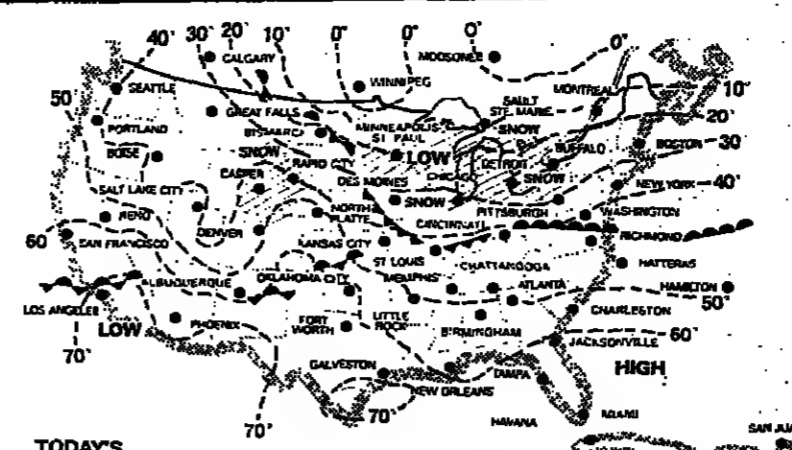 40° 30° 20° 10° 0° 0° 0° 0°
CALGARY MOOSONEE
SEATTLE WINNIPEG MONTREAL 10°
50° SAULT
GREAT FALLS STE. MARIE
PORTLAND BISMARCK MINNEAPOLIS SNOW 20°
ST PAUL
BOISE SNOW RAPID CITY LOW DETROIT BUFFALO BOSTON 30
CASPER DES MOINES CHICAGO SNOW
SALT LAKE CITY NEW YORK 40°
RENO NORTH SNOW PITTSBURGH WASHINGTON
DENVER PLATTE CINCINNATI
60 SAN FRANCISCO KANSAS CITY RICHMOND
ST LOUIS CHATTANOOGA HATTERAS
ALBUQUERQUE OKLAHOMA CITY MEMPHIS ATLANTA HAMILTON
50°
LOS ANGELES PHOENIX FORT LITTLE CHARLESTON
LOW WORTH ROCK BIRMINGHAM
70° JACKSONVILLE 60°
GALVESTON TAMPA HIGH
NEW ORLEANS
70° 70° HAVANA MIAMI
SAN JUA
TODAY'S